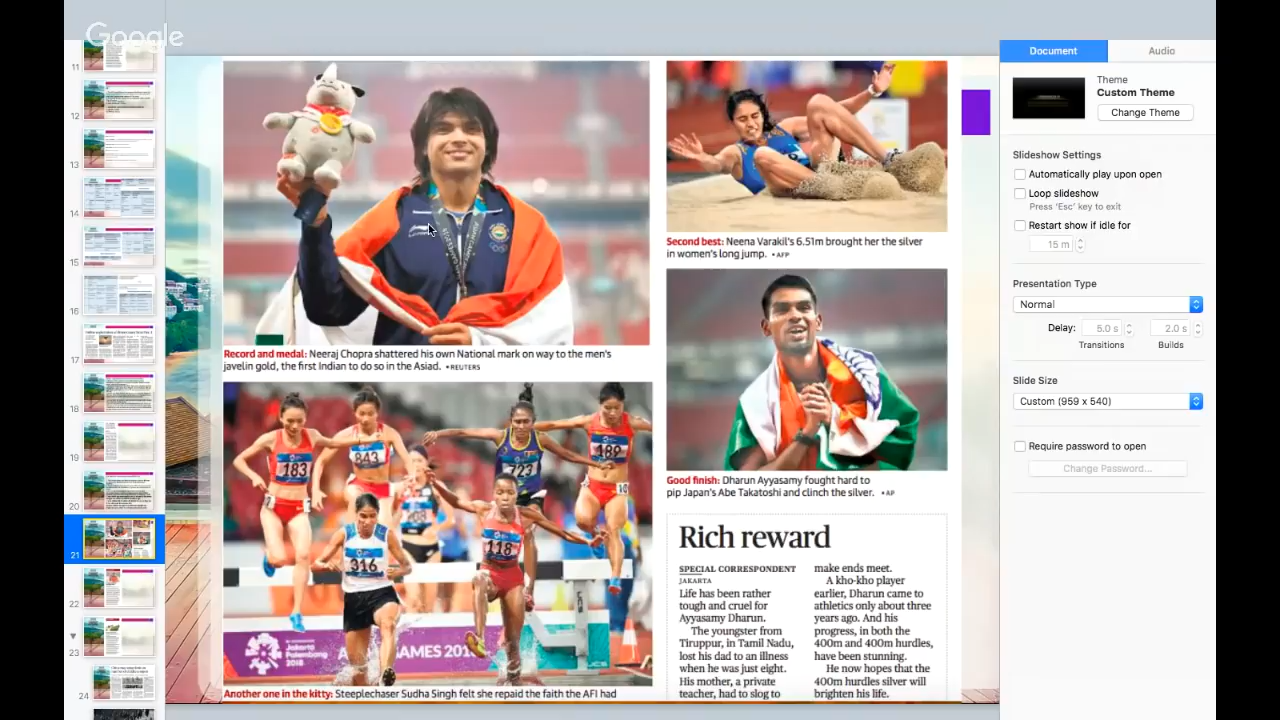 Google
11
12
13
14
15
16
17
18
19
20
21
22
23
24
Record and medal: Neeraj Chopra shattered his own National mark on way to the men's
javelin gold, the first Indian to do so in the Asiad. •REUTERS
183
843
723
189
316
118
Jakarta
Palembang
2018
GAMES 201
Another one in the kitty: Steeplechaser Sudha Singh felt she repaid the faith the AFI had
Second best: Neena Varakil's 6.51m brought her the silver
in women's long jump. •AFP
Good finish: Dharun Ayyasamy fought hard to
pip Japan's Abe Takatoshi and clinch the silver. •AP
Rich reward
SPECIAL CORRESPONDENT
JAKARTA
Life has been rather
tough and cruel for
Ayyasamy Dharun.
The youngster from
Tiruppur, in Tamil Nadu,
lost his dad to an illness
when he was just eight.
His mother, a private
teacher, had to slog to
make ends meet.
A kho-kho player
earlier, Dharun came to
athletics only about three
years ago. And his
progress, in both the
400m and 400m hurdles,
have been stunning.
He now hopes that the
400m hurdles silver will
brighten his life.
Document
Audio
Theme
Custom Theme
Change Theme
Slideshow Settings
Automatically play upon open
Loop slideshow
Press 'Esc' key to exit
Restart show if idle for
15 m
Presentation Type
Normal
Delay: 5.0 s 2.0 s
Transitions Builds
Slide Size
Custom (959 x 540)
Require password to open
Change Password...